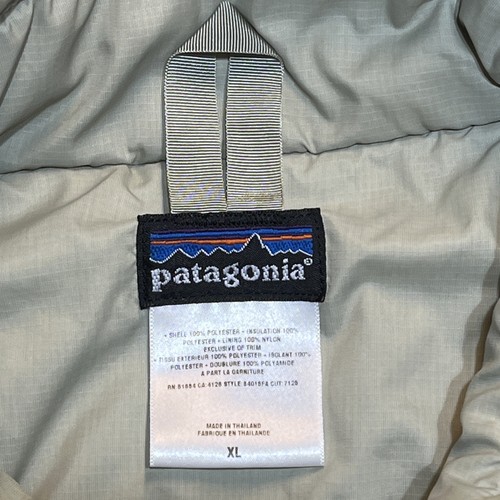 patagonia®
- SHELL 100% POLYESTER - INSULATION 100%
POLYESTER - LINING 100% NYLON
EXCLUSIVE OF TRIM
- TISSU EXTERIEUR 100% POLYESTER - ISOLANT 100%
POLYESTER - DOUBLURE 100% POLYAMIDE
A PART LA GARNITURE
RN 51884 CA 4126 STYLE 84018FA CUT 7128
MADE IN THAILAND
FABRIQUE EN THAILANDE
XL